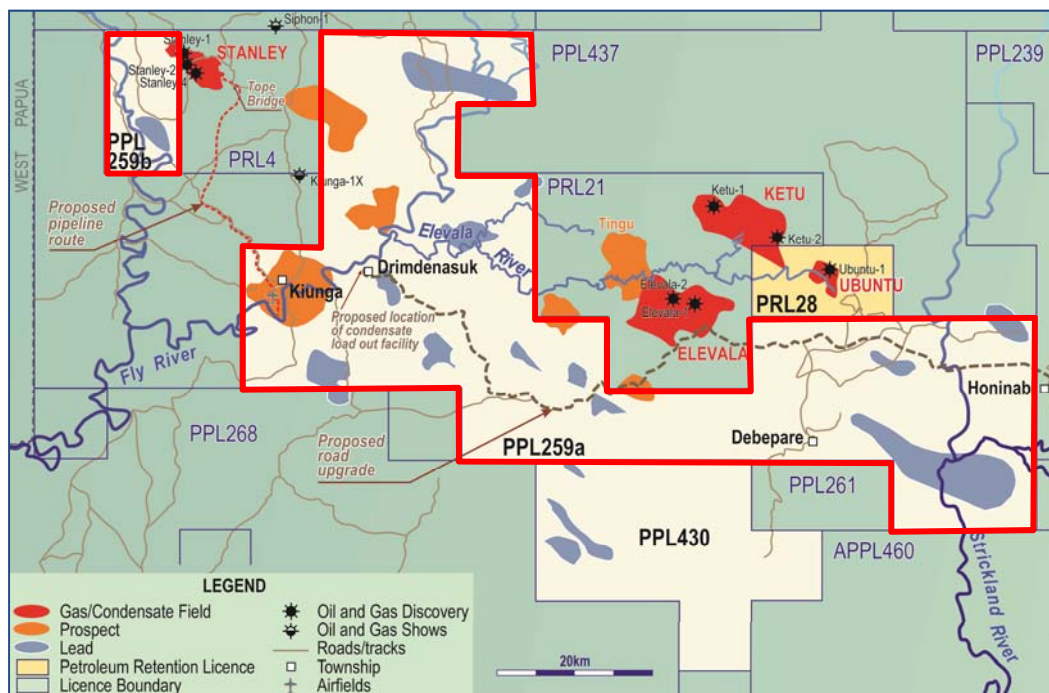 Siphon-1
Stanley-1
STANLEY
Stanley-2
Stanley-4
PPL437
PPL239
WEST PAPUA
Tope
Bridge
PPL
259b
PRL4
Kiunga-1X
PRL21
Ketu-1
KETU
Proposed
pipeline
route
Tingu
Elevala
River
Ketu-2
Drimdenasuk
Ubuntu-1
UBUNTU
Kiunga
Elevala-2
Elevala-1
PRL28
Proposed location
of condensate
load out facility
ELEVALA
Fly River
Honinab
PPL268
Proposed
road
upgrade
PPL259a
Debepare
PPL261
PPL430
APPL460
Strickland River
LEGEND
Gas/Condensate Field
Prospect
Lead
Petroleum Retention Licence
Licence Boundary
Oil and Gas Discovery
Oil and Gas Shows
Roads/tracks
Township
Airfields
20km